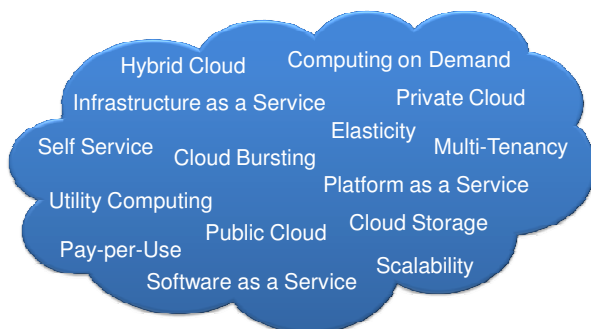 Hybrid Cloud
Computing on Demand
Infrastructure as a Service
Private Cloud
Elasticity
Self Service
Cloud Bursting
Multi-Tenancy
Platform as a Service
Utility Computing
Public Cloud
Cloud Storage
Pay-per-Use
Software as a Service
Scalability